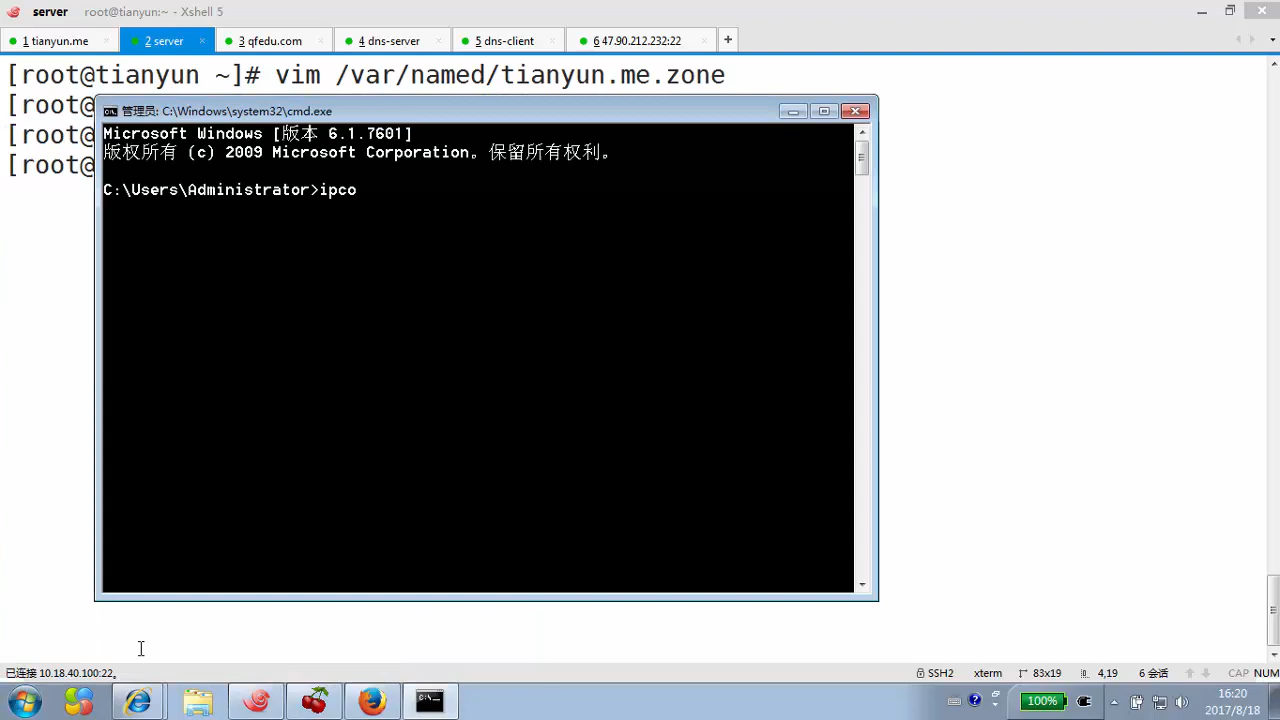 server root@tianyun:~ - Xshell 5
1 tianyun.me × 2 server × 3 qfedu.com × 4 dns-server × 5 dns-client × 6 47.90.212.232:22 × +
[root@tianyun ~]# vim /var/named/tianyun.me.zone
[root@
[root@
[root@
管理员: C:\Windows\system32\cmd.exe
Microsoft Windows [版本 6.1.7601]
版权所有 (c) 2009 Microsoft Corporation。保留所有权利。
C:\Users\Administrator>ipco
已连接 10.18.40.100:22。 SSH2 xterm 83x19 4,19 6 会话 CAP NUM
100% 16:20
2017/8/18